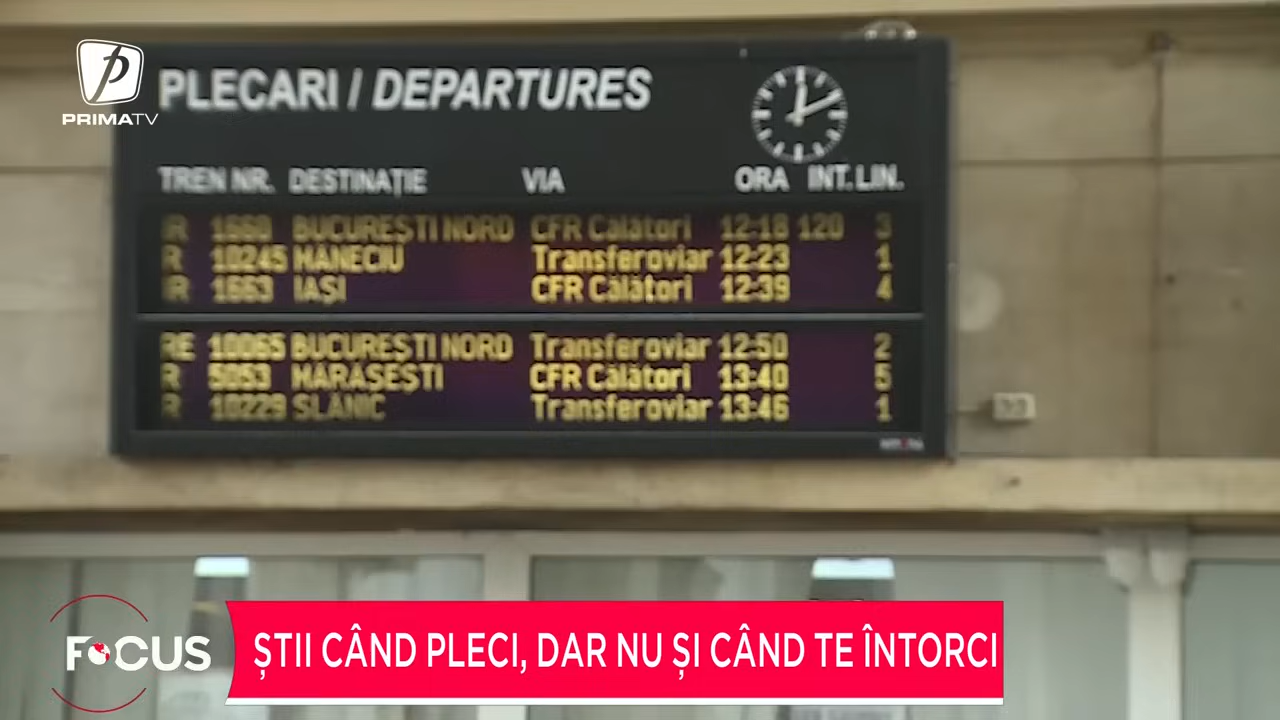 PRIMA TV
PLECARI / DEPARTURES
TREN NR. DESTINAȚIE VIA ORA INT. LIN.
IR 1660 BUCUREȘTI NORD CFR Călători 12:18 120 3
R 10245 MĂNECIU Transferoviar 12:23 1
IR 1663 IAȘI CFR Călători 12:39 4
RE 10065 BUCUREȘTI NORD Transferoviar 12:50 2
R 5053 MĂRĂȘEȘTI CFR Călători 13:40 5
R 10229 SLĂNIC Transferoviar 13:46 1
FOCUS
ȘTII CÂND PLECI, DAR NU ȘI CÂND TE ÎNTORCI